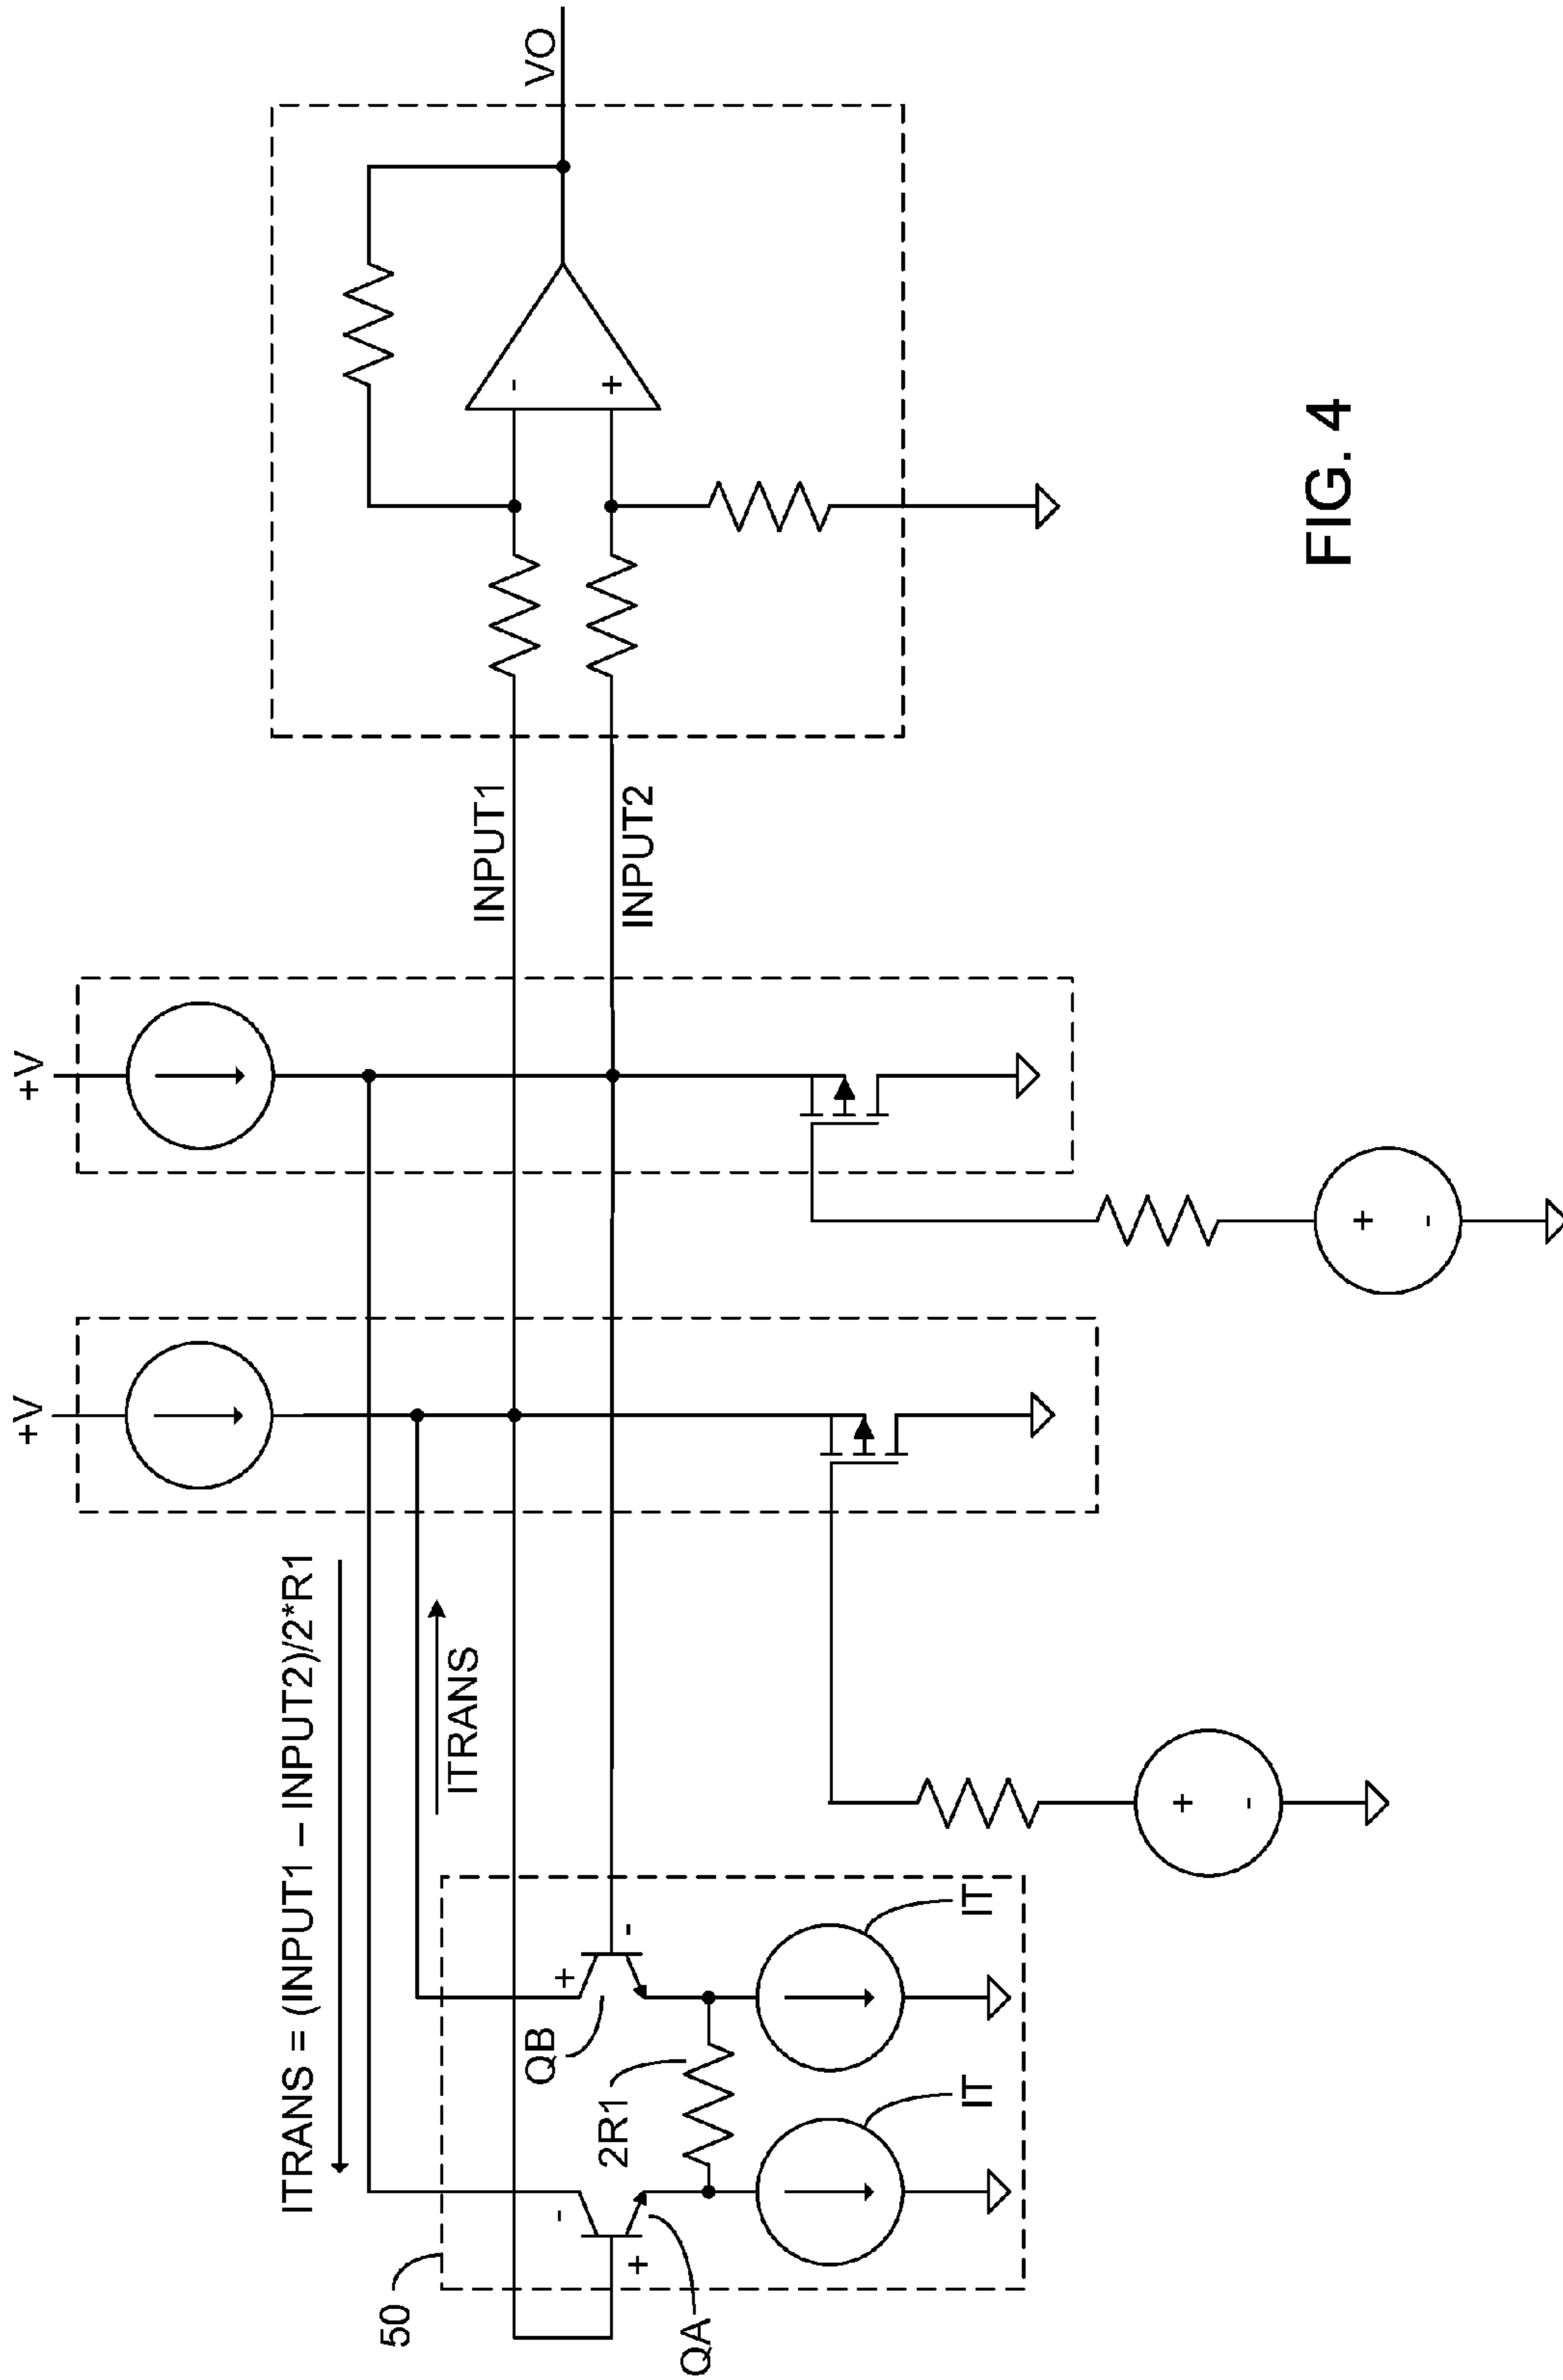 +V
+V
ITRANS = (INPUT1 – INPUT2)/2*R1
ITRANS
INPUT1
INPUT2
VO
-
+
50
QB
+
-
-
+
QA
2R1
IT
IT
+
-
+
-
FIG. 4